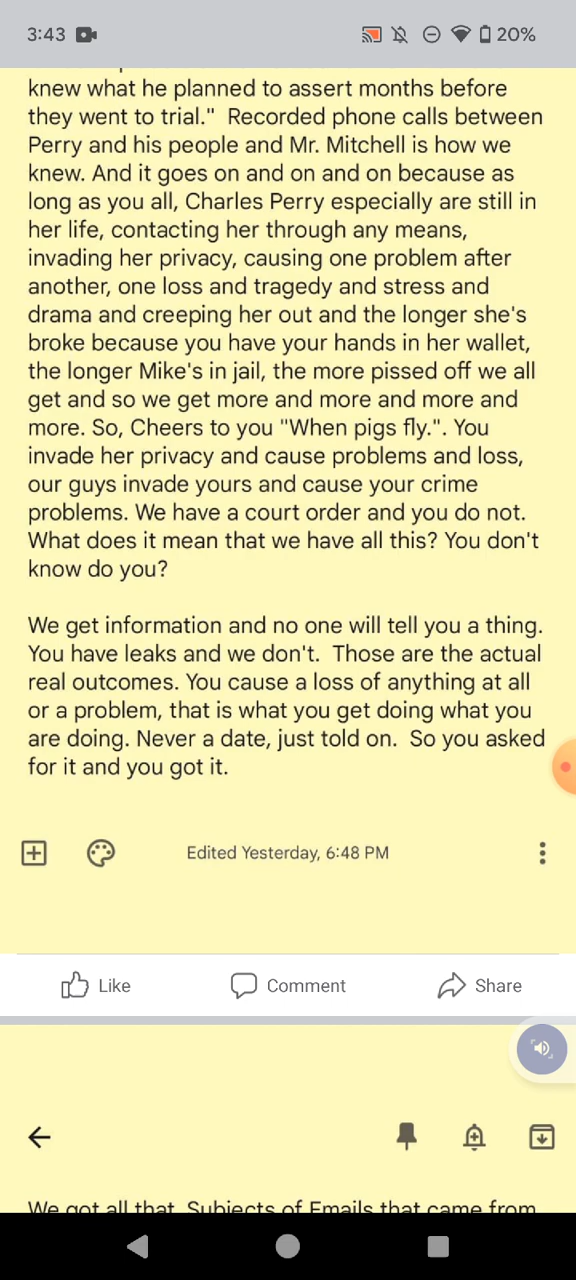 3:43
20%
knew what he planned to assert months before
they went to trial."  Recorded phone calls between
Perry and his people and Mr. Mitchell is how we
knew. And it goes on and on and on because as
long as you all, Charles Perry especially are still in
her life, contacting her through any means,
invading her privacy, causing one problem after
another, one loss and tragedy and stress and
drama and creeping her out and the longer she's
broke because you have your hands in her wallet,
the longer Mike's in jail, the more pissed off we all
get and so we get more and more and more and
more. So, Cheers to you "When pigs fly.". You
invade her privacy and cause problems and loss,
our guys invade yours and cause your crime
problems. We have a court order and you do not.
What does it mean that we have all this? You don't
know do you?
We get information and no one will tell you a thing.
You have leaks and we don't.  Those are the actual
real outcomes. You cause a loss of anything at all
or a problem, that is what you get doing what you
are doing. Never a date, just told on.  So you asked
for it and you got it.
Edited Yesterday, 6:48 PM
Like
Comment
Share
We got all that. Subjects of Emails that came from